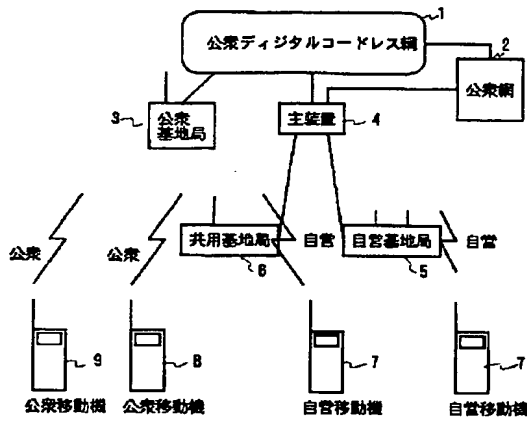 1
公衆ディジタルコードレス網
2
公衆網
3
公衆
基地局
主装置
4
公衆
公衆
共用基地局
自営
自営基地局
自営
6
5
9
8
7
7
公衆移動機
公衆移動機
自営移動機
自営移動機